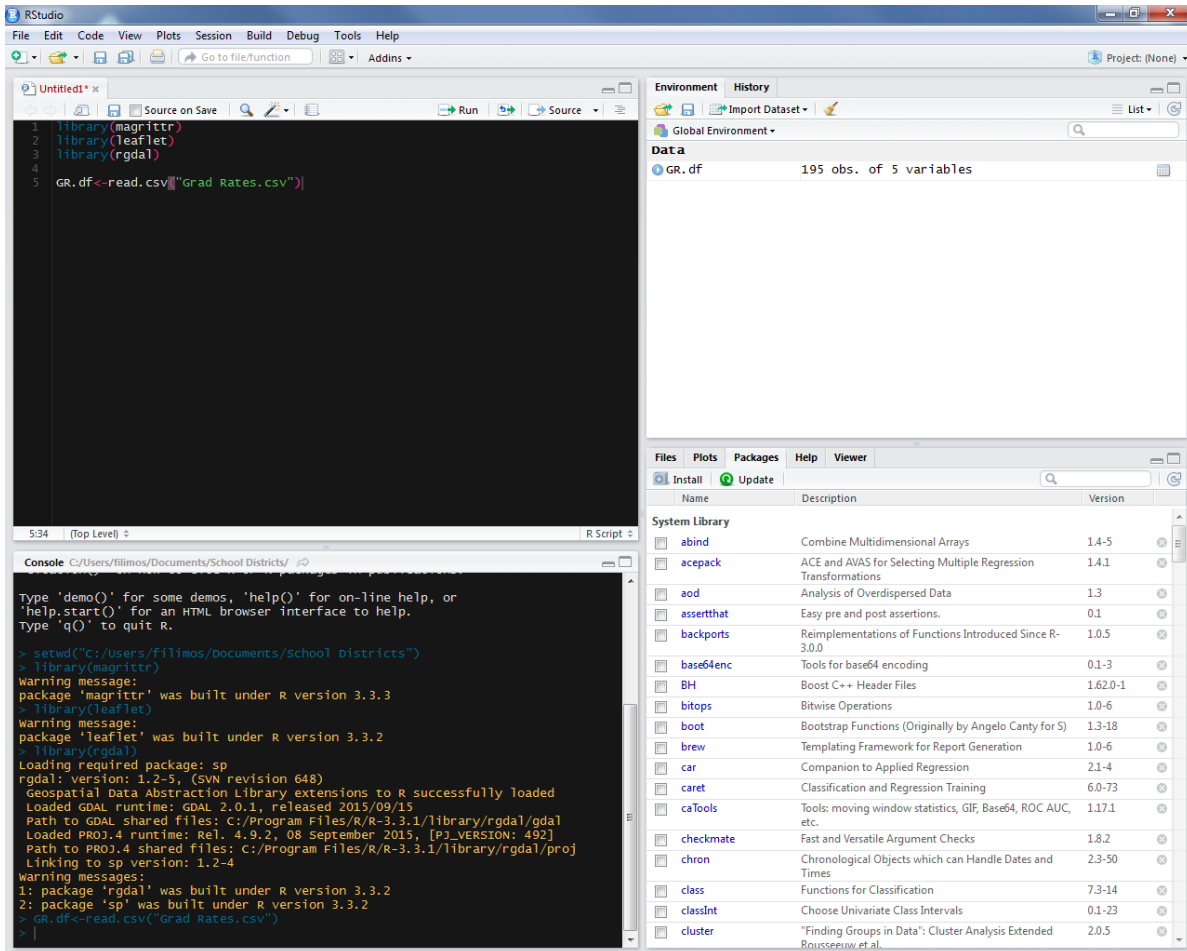 RStudio
File Edit Code View Plots Session Build Debug Tools Help
Go to file/function Addins Project: (None)
Untitled1* ×
Source on Save Run Source
1 library(magrittr)
2 library(leaflet)
3 library(rgdal)
4
5 GR.df<-read.csv("Grad Rates.csv")
5:34 (Top Level) R Script
Console C:/Users/filimos/Documents/School Districts/
Type 'demo()' for some demos, 'help()' for on-line help, or
'help.start()' for an HTML browser interface to help.
Type 'q()' to quit R.
> setwd("C:/Users/filimos/Documents/School Districts")
> library(magrittr)
Warning message:
package ‘magrittr’ was built under R version 3.3.3
> library(leaflet)
Warning message:
package ‘leaflet’ was built under R version 3.3.2
> library(rgdal)
Loading required package: sp
rgdal: version: 1.2-5, (SVN revision 648)
Geospatial Data Abstraction Library extensions to R successfully loaded
Loaded GDAL runtime: GDAL 2.0.1, released 2015/09/15
Path to GDAL shared files: C:/Program Files/R/R-3.3.1/library/rgdal/gdal
Loaded PROJ.4 runtime: Rel. 4.9.2, 08 September 2015, [PJ_VERSION: 492]
Path to PROJ.4 shared files: C:/Program Files/R/R-3.3.1/library/rgdal/proj
Linking to sp version: 1.2-4
Warning messages:
1: package ‘rgdal’ was built under R version 3.3.2
2: package ‘sp’ was built under R version 3.3.2
> GR.df<-read.csv("Grad Rates.csv")
>
Environment History
Import Dataset List
Global Environment
Data
GR.df 195 obs. of 5 variables
Files Plots Packages Help Viewer
Install Update
Name Description Version
System Library
abind Combine Multidimensional Arrays 1.4-5
acepack ACE and AVAS for Selecting Multiple Regression 1.4.1
Transformations
aod Analysis of Overdispersed Data 1.3
assertthat Easy pre and post assertions. 0.1
backports Reimplementations of Functions Introduced Since R- 1.0.5
3.0.0
base64enc Tools for base64 encoding 0.1-3
BH Boost C++ Header Files 1.62.0-1
bitops Bitwise Operations 1.0-6
boot Bootstrap Functions (Originally by Angelo Canty for S) 1.3-18
brew Templating Framework for Report Generation 1.0-6
car Companion to Applied Regression 2.1-4
caret Classification and Regression Training 6.0-73
caTools Tools: moving window statistics, GIF, Base64, ROC AUC, 1.17.1
etc.
checkmate Fast and Versatile Argument Checks 1.8.2
chron Chronological Objects which can Handle Dates and 2.3-50
Times
class Functions for Classification 7.3-14
classInt Choose Univariate Class Intervals 0.1-23
cluster "Finding Groups in Data": Cluster Analysis Extended 2.0.5
Rousseeuw et al.